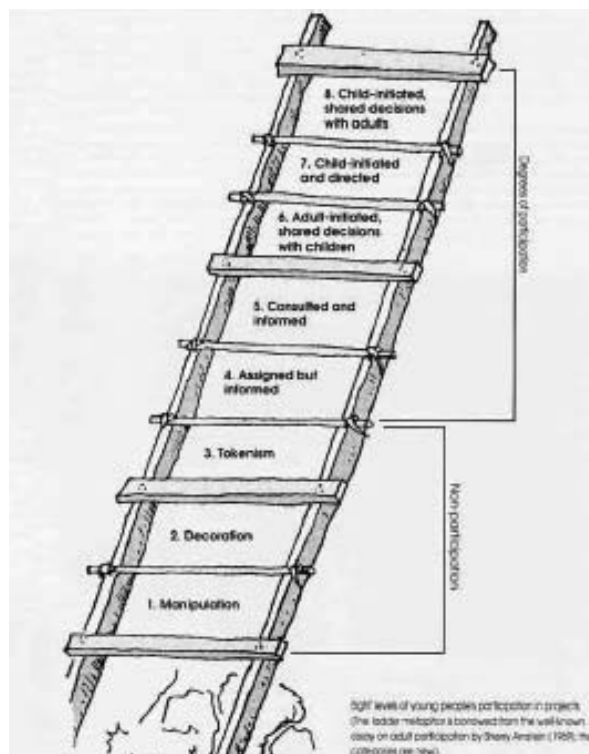 8. Child-initiated,
shared decisions
with adults
7. Child-initiated
and directed
6. Adult-initiated,
shared decisions
with children
5. Consulted and
informed
4. Assigned but
informed
3. Tokenism
2. Decoration
1. Manipulation
Degrees of participation
Non-participation
Eight levels of young people's participation in projects.
(The ladder metaphor is borrowed from the well-known
essay on adult participation by Sherry Arnstein (1969); the
categories are new).